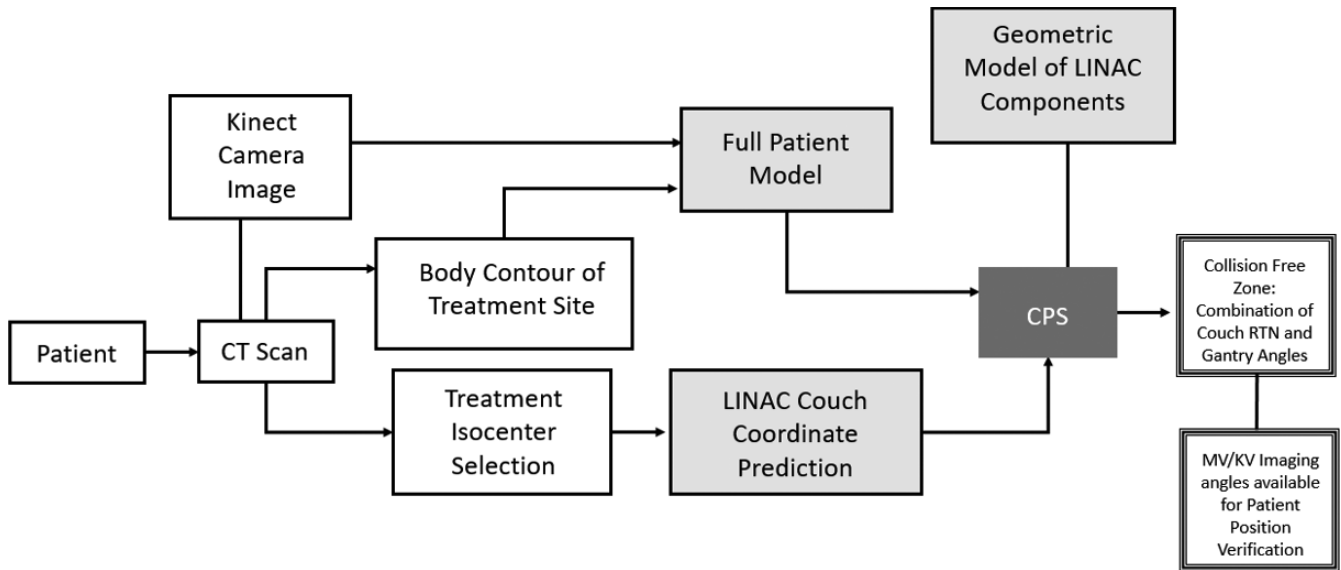 Geometric
Model of LINAC
Components
Kinect
Camera
Image
Full Patient
Model
Body Contour of
Treatment Site
Collision Free
Zone:
Combination of
Couch RTN and
Gantry Angles
CPS
Patient
CT Scan
Treatment
Isocenter
Selection
LINAC Couch
Coordinate
Prediction
MV/KV Imaging
angles available
for Patient
Position
Verification